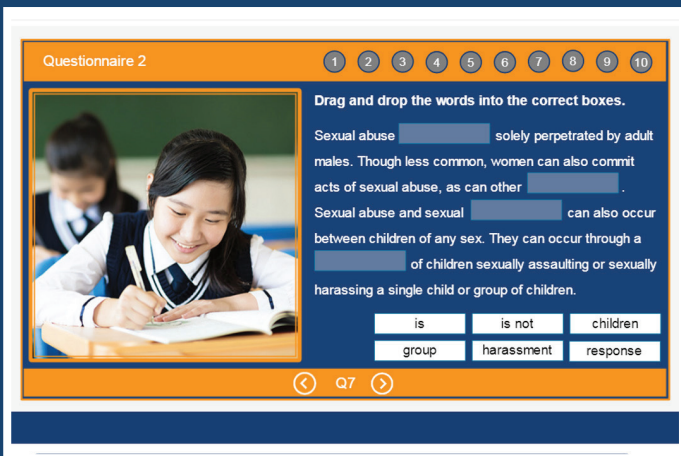 Questionnaire 2
1 2 3 4 5 6 7 8 9 10
Drag and drop the words into the correct boxes.
Sexual abuse solely perpetrated by adult
males. Though less common, women can also commit
acts of sexual abuse, as can other .
Sexual abuse and sexual can also occur
between children of any sex. They can occur through a
of children sexually assaulting or sexually
harassing a single child or group of children.
is is not children
group harassment response
Q7